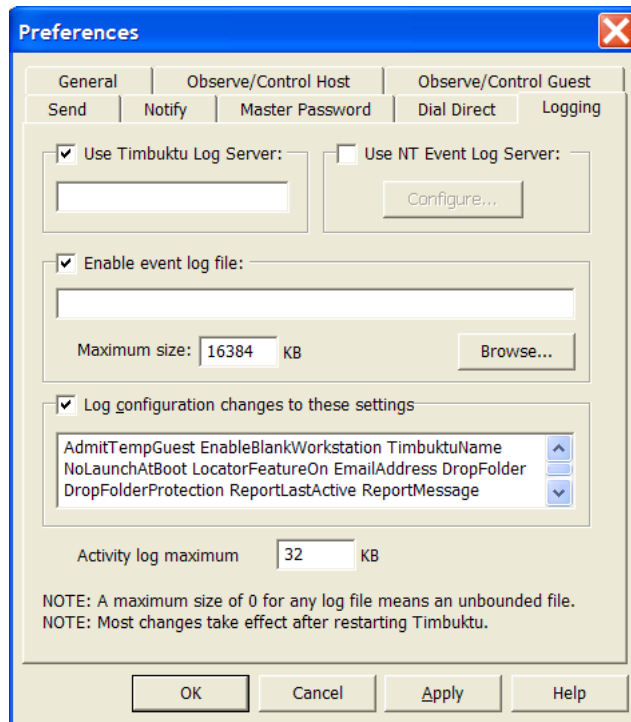 Preferences
General Observe/Control Host Observe/Control Guest
Send Notify Master Password Dial Direct Logging
Use Timbuktu Log Server: Use NT Event Log Server:
Configure...
Enable event log file:
Maximum size: 16384 KB Browse...
Log configuration changes to these settings
AdmitTempGuest EnableBlankWorkstation TimbuktuName
NoLaunchAtBoot LocatorFeatureOn EmailAddress DropFolder
DropFolderProtection ReportLastActive ReportMessage
Activity log maximum 32 KB
NOTE: A maximum size of 0 for any log file means an unbounded file.
NOTE: Most changes take effect after restarting Timbuktu.
OK Cancel Apply Help